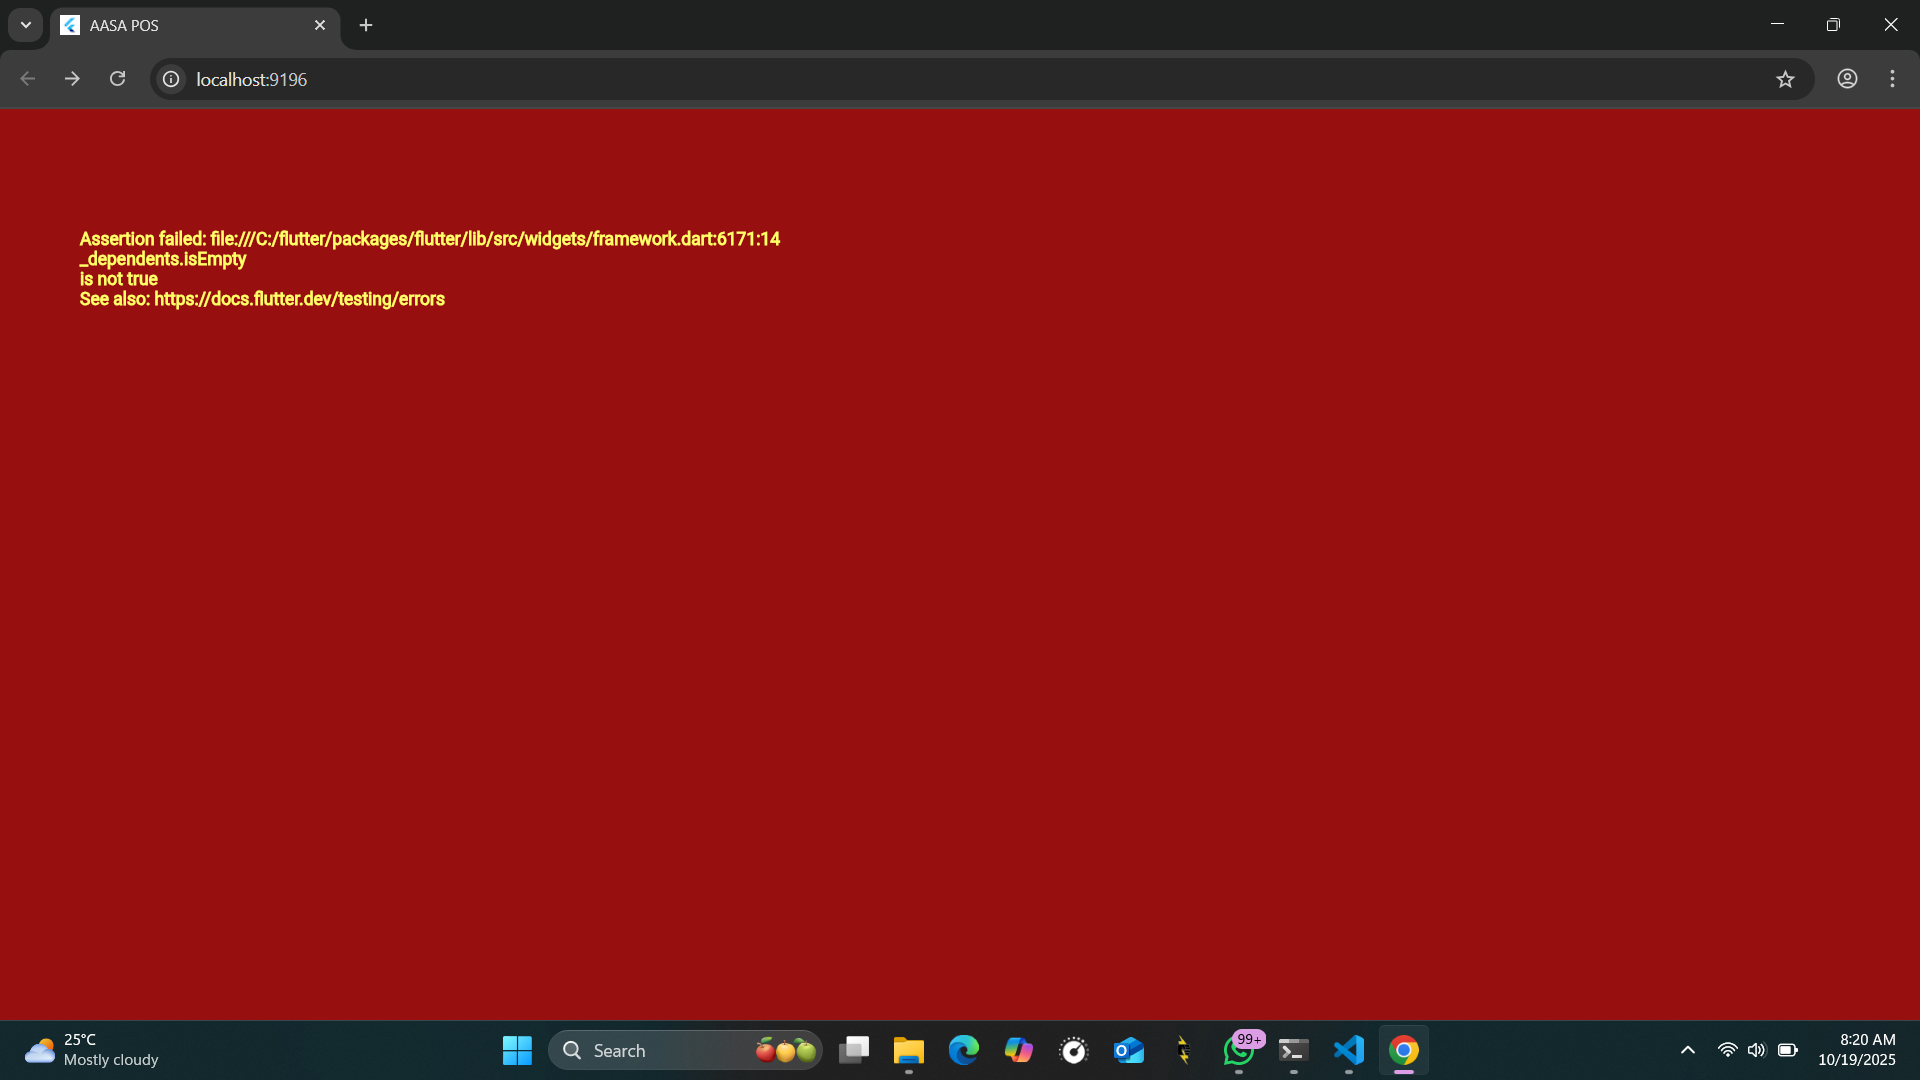 AASA POS
localhost:9196
Assertion failed: file:///C:/flutter/packages/flutter/lib/src/widgets/framework.dart:6171:14
_dependents.isEmpty
is not true
See also: https://docs.flutter.dev/testing/errors
25°C
Mostly cloudy
Search
99+
8:20 AM
10/19/2025